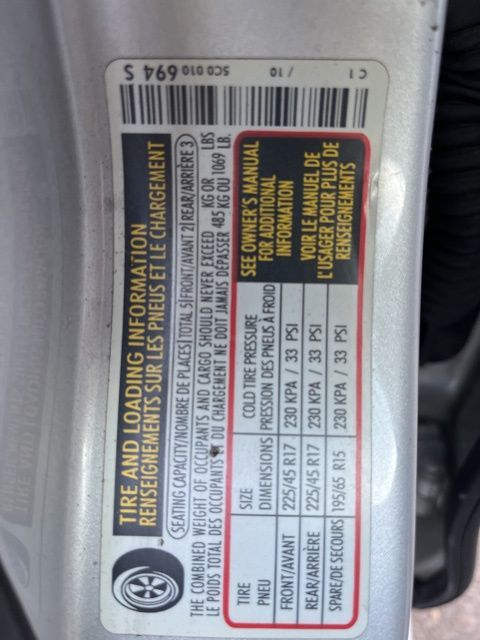 C 1 / 10 5C0 010 694 S
TIRE AND LOADING INFORMATION
RENSEIGNEMENTS SUR LES PNEUS ET LE CHARGEMENT
SEATING CAPACITY/NOMBRE DE PLACES TOTAL 5 FRONT/AVANT 2 REAR/ARRIÈRE 3
THE COMBINED WEIGHT OF OCCUPANTS AND CARGO SHOULD NEVER EXCEED KG OR LBS
LE POIDS TOTAL DES OCCUPANTS DU CHARGEMENT NE DOIT JAMAIS DÉPASSER 485 KG OU 1069 LB.
TIRE SIZE COLD TIRE PRESSURE
PNEU DIMENSIONS PRESSION DES PNEUS À FROID
FRONT/AVANT 225/45 R17 230 KPA / 33 PSI
REAR/ARRIÈRE 225/45 R17 230 KPA / 33 PSI
SPARE/DE SECOURS 195/65 R15 230 KPA / 33 PSI
SEE OWNER'S MANUAL
FOR ADDITIONAL
INFORMATION
VOIR LE MANUEL DE
L'USAGER POUR PLUS DE
RENSEIGNEMENTS